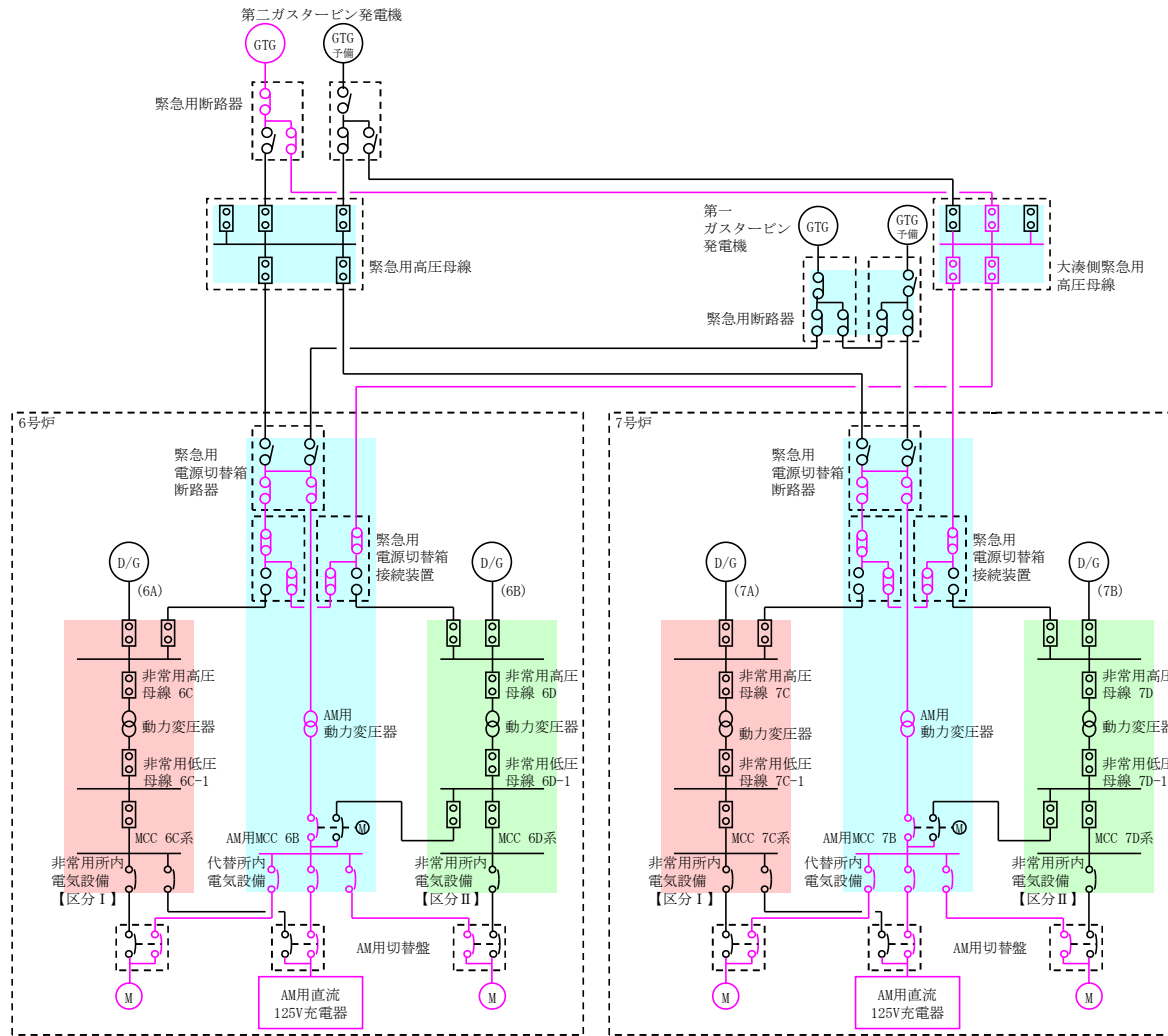 第二ガスタービン発電機
GTG
GTG
予備
緊急用断路器
緊急用高圧母線
第一
ガスタービン
発電機
GTG
GTG
予備
緊急用断路器
大湊側緊急用
高圧母線
6号炉
緊急用
電源切替箱
断路器
緊急用
電源切替箱
接続装置
D/G
(6A)
D/G
(6B)
非常用高圧
母線 6C
動力変圧器
非常用低圧
母線 6C-1
MCC 6C系
非常用所内
電気設備
【区分Ⅰ】
AM用
動力変圧器
AM用MCC 6B
M
代替所内
電気設備
非常用高圧
母線 6D
動力変圧器
非常用低圧
母線 6D-1
MCC 6D系
非常用所内
電気設備
【区分Ⅱ】
AM用切替盤
M
AM用直流
125V充電器
M
7号炉
緊急用
電源切替箱
断路器
緊急用
電源切替箱
接続装置
D/G
(7A)
D/G
(7B)
非常用高圧
母線 7C
動力変圧器
非常用低圧
母線 7C-1
MCC 7C系
非常用所内
電気設備
【区分Ⅰ】
AM用
動力変圧器
AM用MCC 7B
M
代替所内
電気設備
非常用高圧
母線 7D
動力変圧器
非常用低圧
母線 7D-1
MCC 7D系
非常用所内
電気設備
【区分Ⅱ】
AM用切替盤
M
AM用直流
125V充電器
M